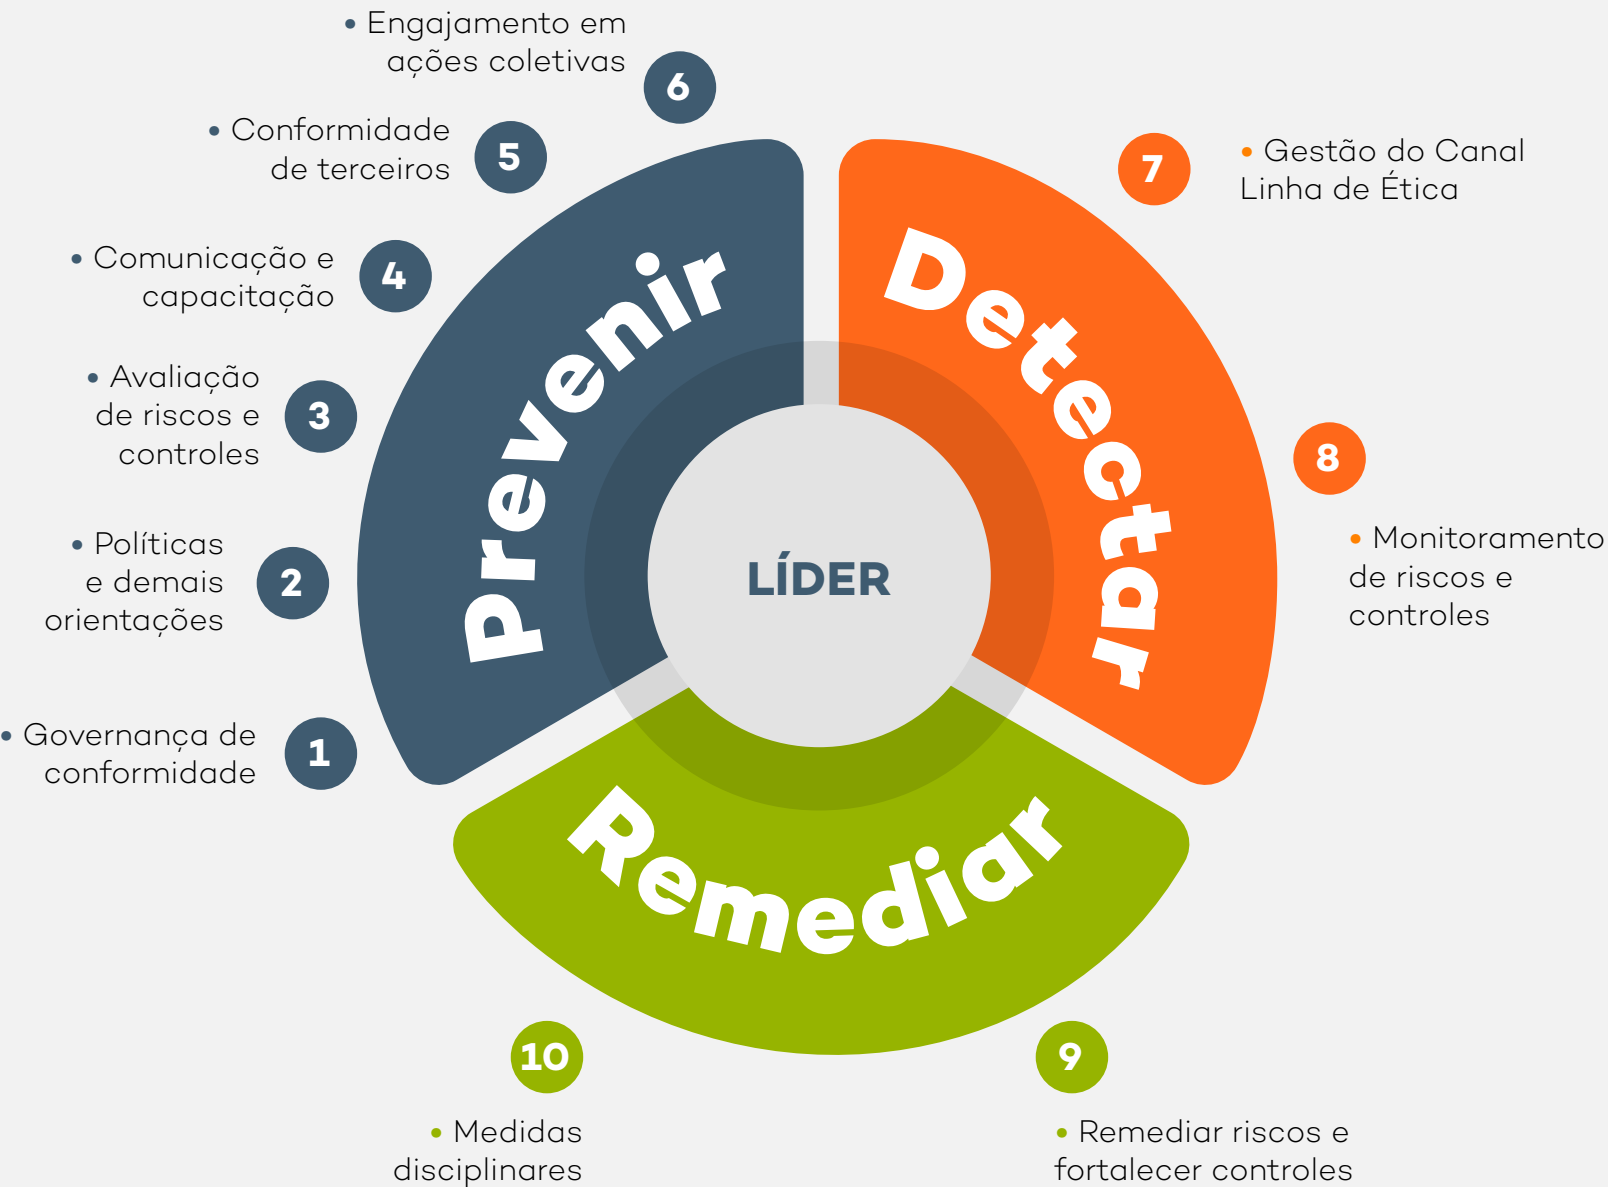 • Engajamento em
ações coletivas
6
• Conformidade
de terceiros
5
• Comunicação e
capacitação
4
• Avaliação
de riscos e
controles
3
• Políticas
e demais
orientações
2
• Governança de
conformidade
1
Prevenir
LÍDER
Detectar
7
• Gestão do Canal
Linha de Ética
8
• Monitoramento
de riscos e
controles
Remediar
9
• Remediar riscos e
fortalecer controles
10
• Medidas
disciplinares